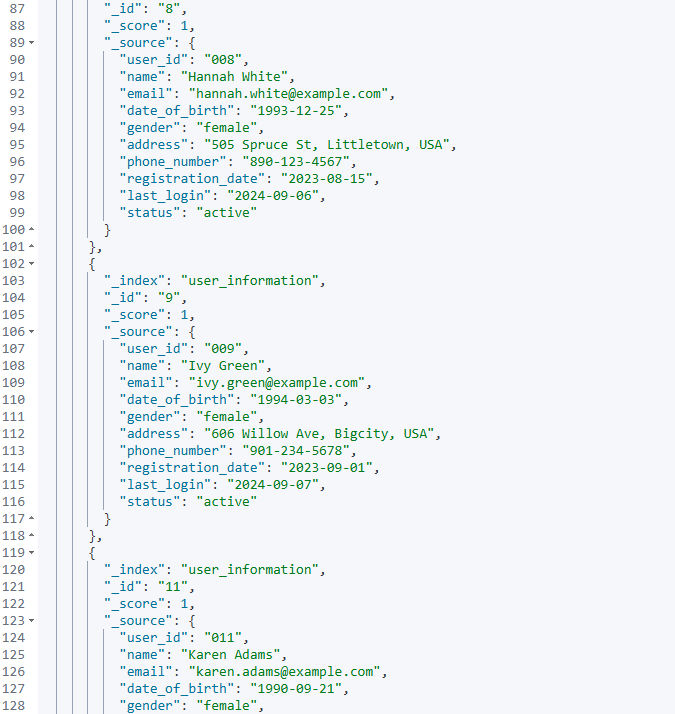 87 "_id": "8",
88 "_score": 1,
89 "_source": {
90 "user_id": "008",
91 "name": "Hannah White",
92 "email": "hannah.white@example.com",
93 "date_of_birth": "1993-12-25",
94 "gender": "female",
95 "address": "505 Spruce St, Littletown, USA",
96 "phone_number": "890-123-4567",
97 "registration_date": "2023-08-15",
98 "last_login": "2024-09-06",
99 "status": "active"
100 }
101 },
102 {
103 "_index": "user_information",
104 "_id": "9",
105 "_score": 1,
106 "_source": {
107 "user_id": "009",
108 "name": "Ivy Green",
109 "email": "ivy.green@example.com",
110 "date_of_birth": "1994-03-03",
111 "gender": "female",
112 "address": "606 Willow Ave, Bigcity, USA",
113 "phone_number": "901-234-5678",
114 "registration_date": "2023-09-01",
115 "last_login": "2024-09-07",
116 "status": "active"
117 }
118 },
119 {
120 "_index": "user_information",
121 "_id": "11",
122 "_score": 1,
123 "_source": {
124 "user_id": "011",
125 "name": "Karen Adams",
126 "email": "karen.adams@example.com",
127 "date_of_birth": "1990-09-21",
128 "gender": "female",